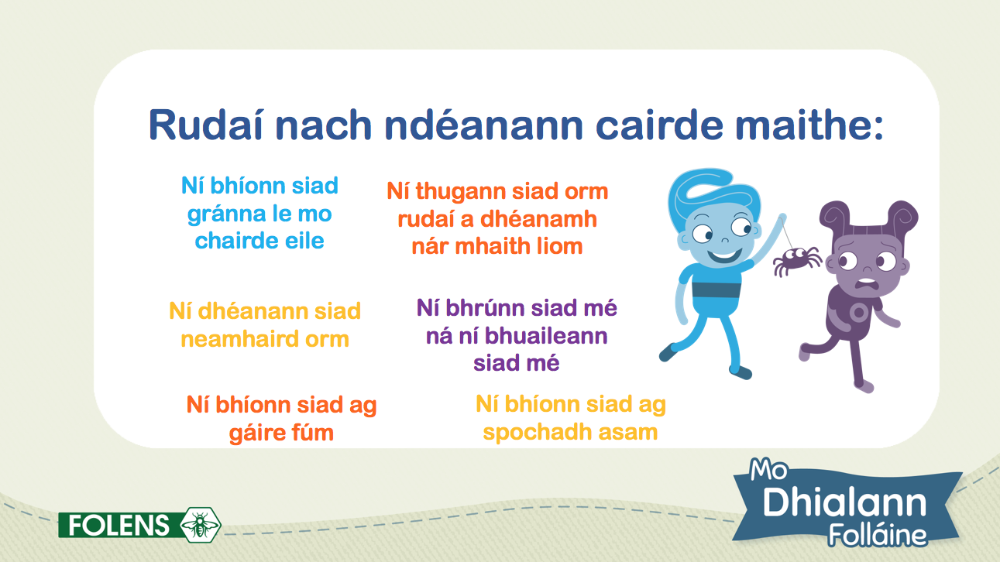 Rudaí nach ndéanann cairde maithe:
Ní bhíonn siad
gránna le mo
chairde eile
Ní thugann siad orm
rudaí a dhéanamh
nár mhaith liom
Ní dhéanann siad
neamhaird orm
Ní bhrúnn siad mé
ná ní bhuaileann
siad mé
Ní bhíonn siad ag
gáire fúm
Ní bhíonn siad ag
spochadh asam
FOLENS
Mo
Dhialann
Folláine